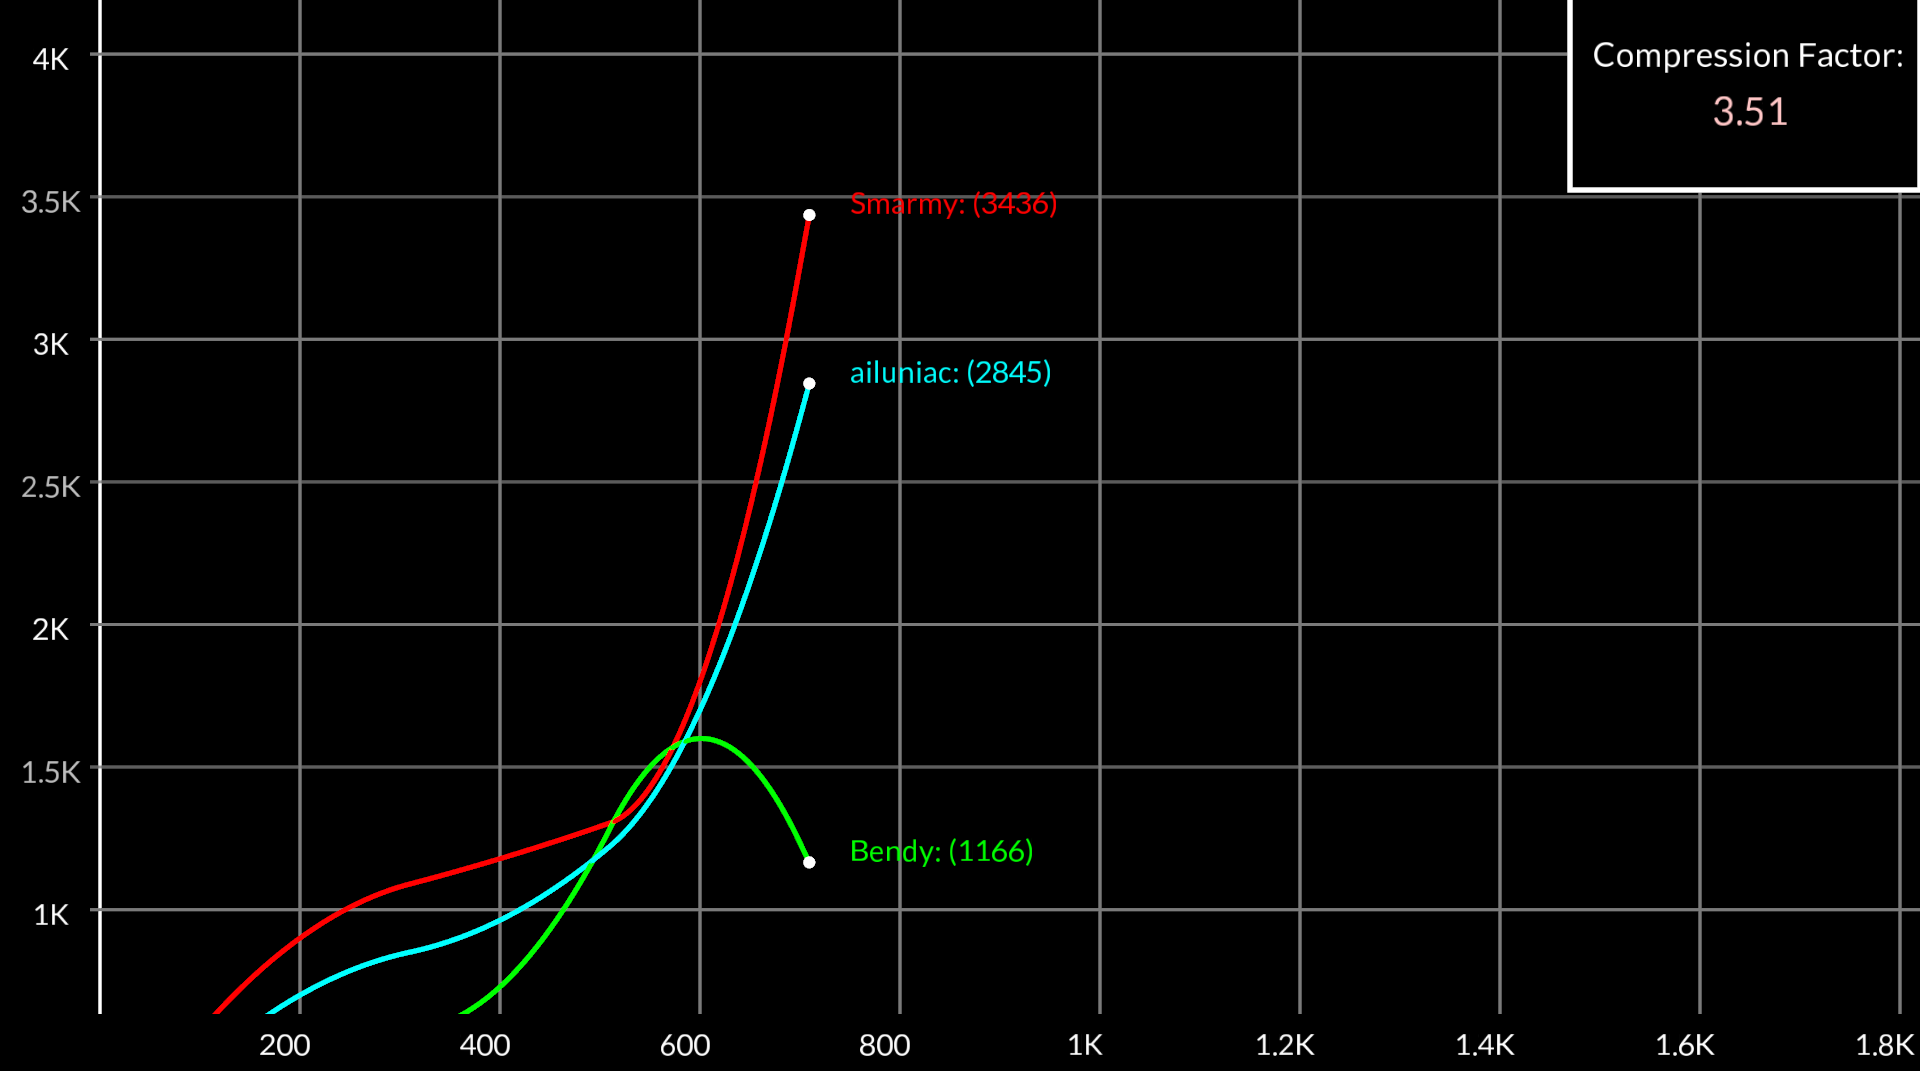 4K
Compression Factor:
3.51
3.5K
Smarmy: (3436)
3K
ailuniac: (2845)
2.5K
2K
1.5K
Bendy: (1166)
1K
200 400 600 800 1K 1.2K 1.4K 1.6K 1.8K